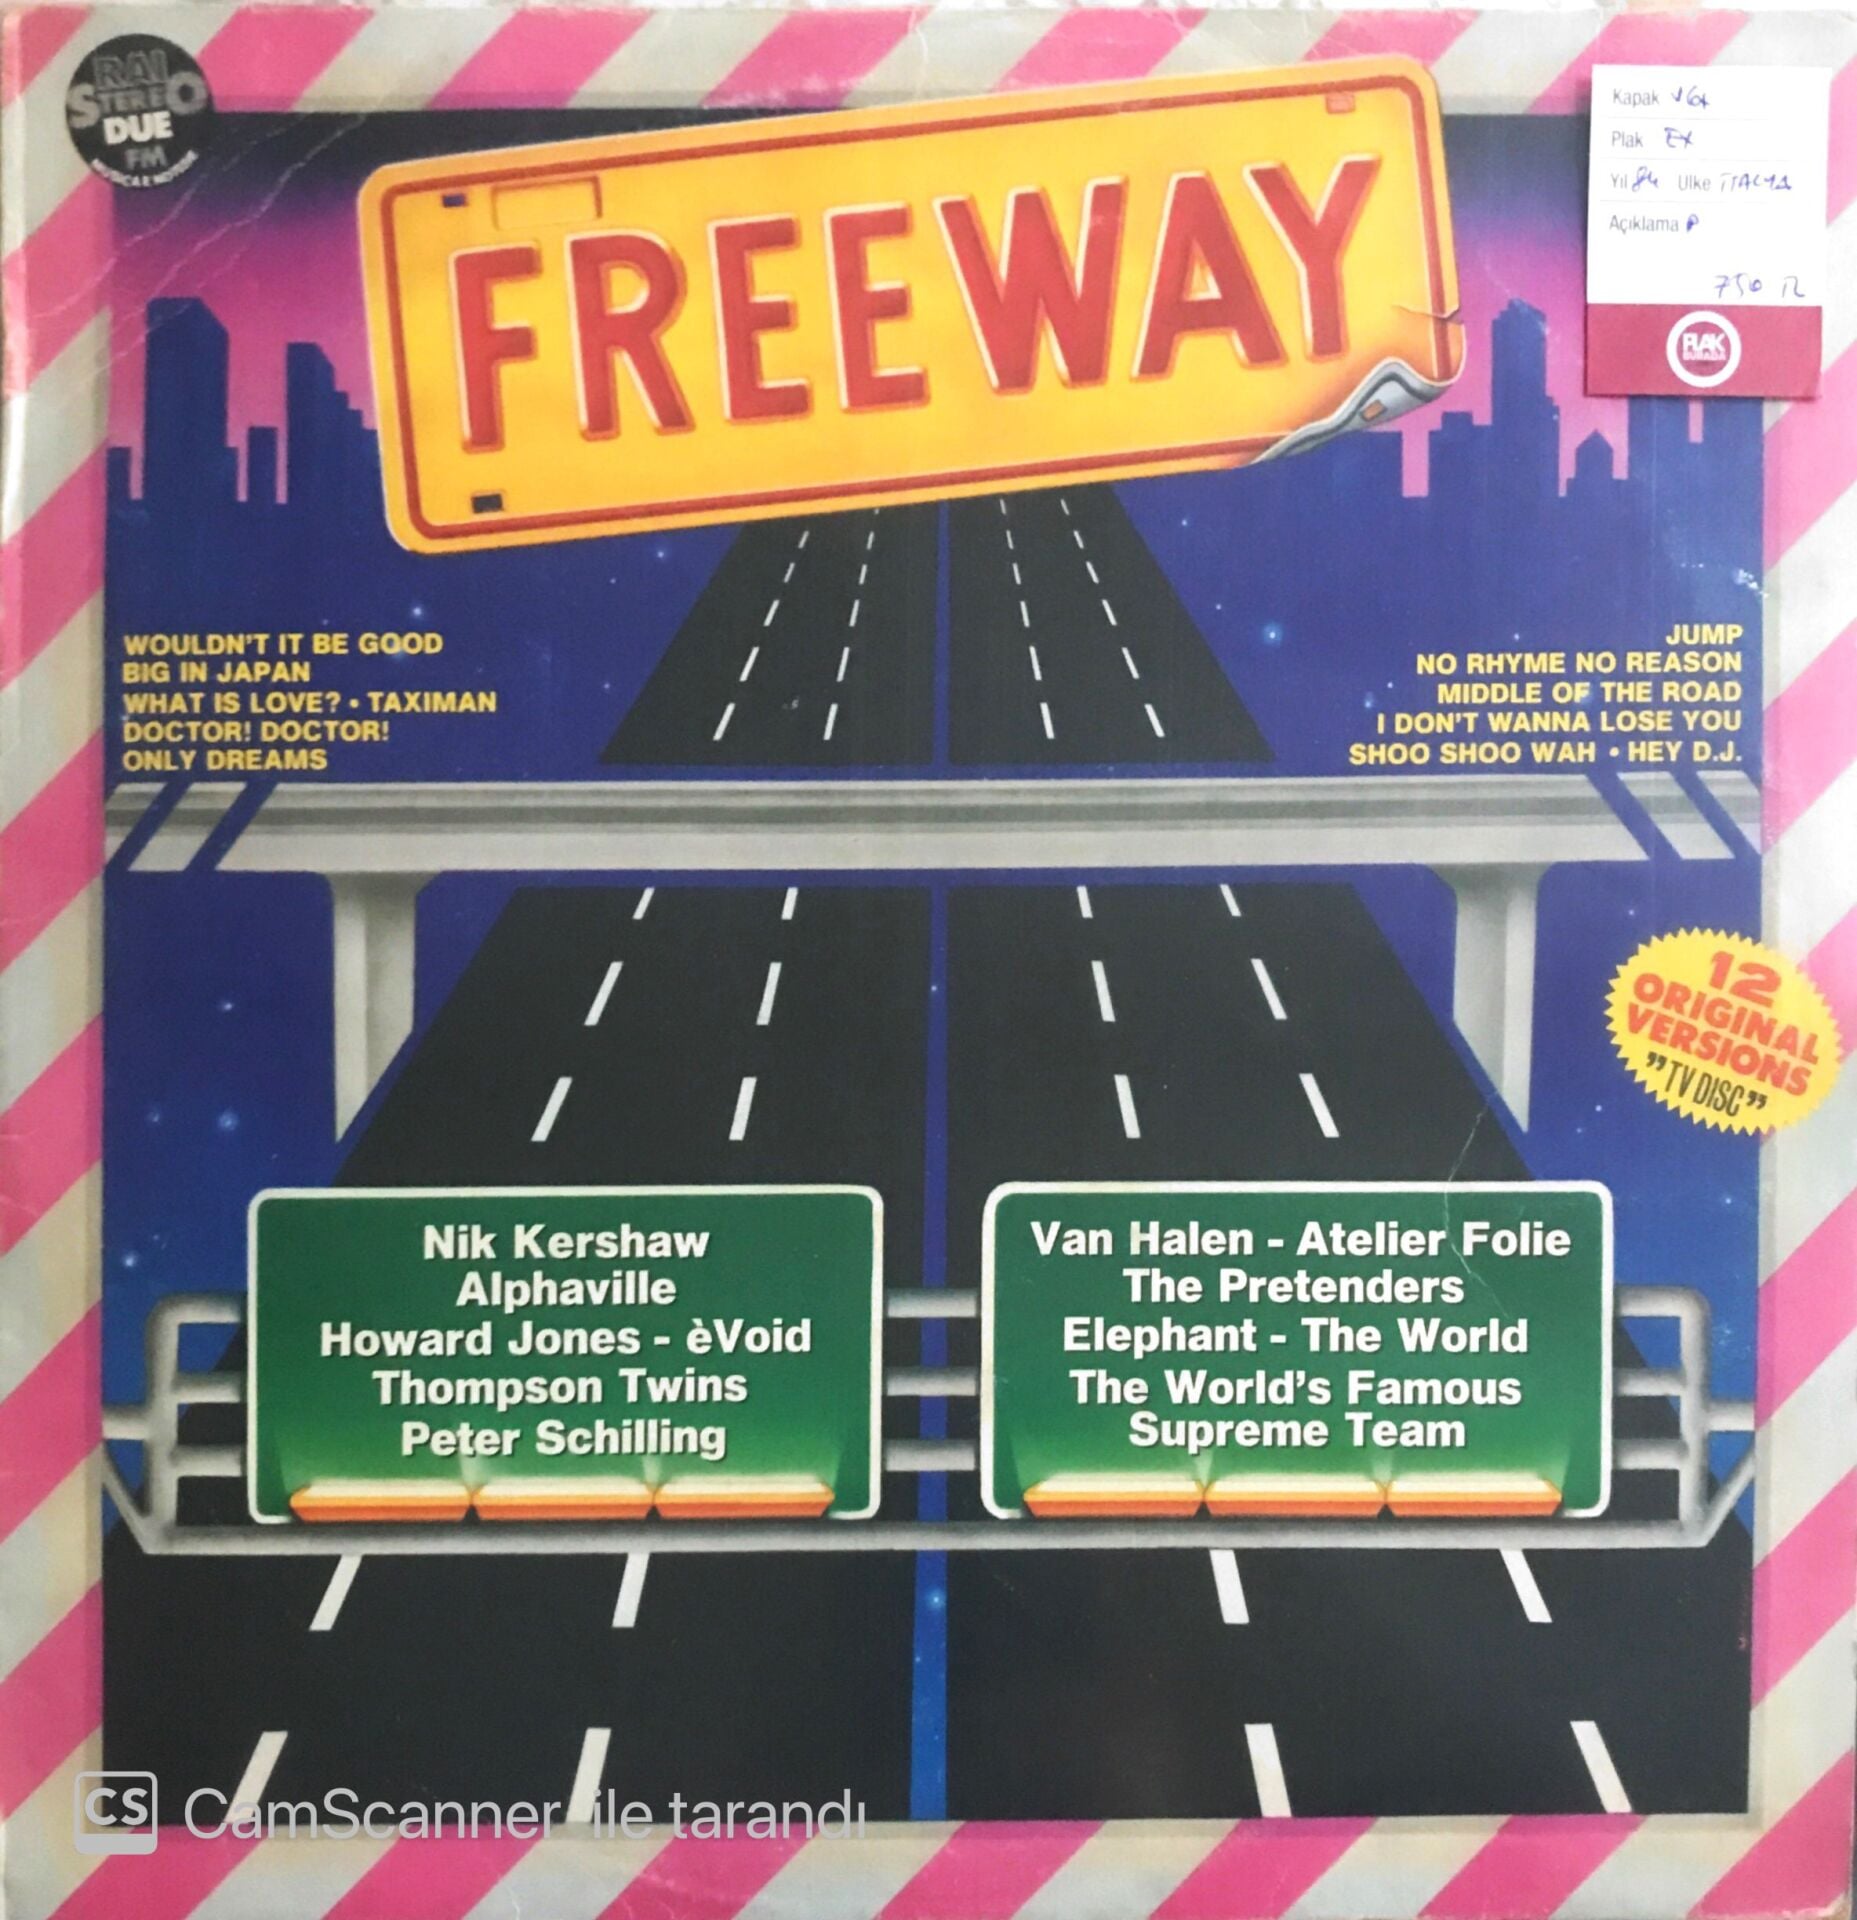 RAI
STEREO
DUE
FM
MUSICA E NOTIZIE
FREEWAY
Kapak VG+
Plak EX
Yıl 84 Ulke İTALYA
Açıklama P
750 TL
PLAK
BURADA
WOULDN'T IT BE GOOD
BIG IN JAPAN
WHAT IS LOVE? • TAXIMAN
DOCTOR! DOCTOR!
ONLY DREAMS
JUMP
NO RHYME NO REASON
MIDDLE OF THE ROAD
I DON'T WANNA LOSE YOU
SHOO SHOO WAH • HEY D.J.
12
ORIGINAL
VERSIONS
"TV DISC"
Nik Kershaw
Alphaville
Howard Jones - èVoid
Thompson Twins
Peter Schilling
Van Halen - Atelier Folie
The Pretenders
Elephant - The World
The World's Famous
Supreme Team
CS CamScanner ile tarandı